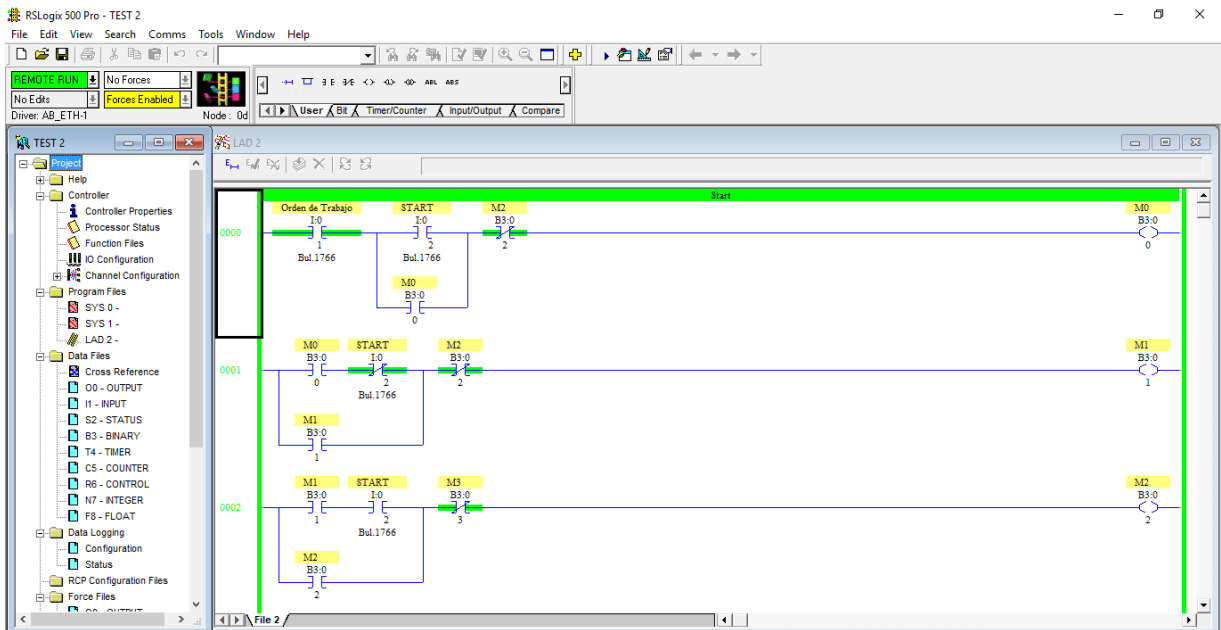 RSLogix 500 Pro - TEST 2
File Edit View Search Comms Tools Window Help
REMOTE RUN No Forces
No Edits Forces Enabled
Driver: AB_ETH-1 Node : 0d
ABL ABS
User Bit Timer/Counter Input/Output Compare
TEST 2
Project
Help
Controller
Controller Properties
Processor Status
Function Files
IO Configuration
Channel Configuration
Program Files
SYS 0 -
SYS 1 -
LAD 2 -
Data Files
Cross Reference
O0 - OUTPUT
I1 - INPUT
S2 - STATUS
B3 - BINARY
T4 - TIMER
C5 - COUNTER
R6 - CONTROL
N7 - INTEGER
F8 - FLOAT
Data Logging
Configuration
Status
RCP Configuration Files
Force Files
O0 - OUTPUT
LAD 2
Start
Orden de Trabajo START M2 M0
I:0 I:0 B3:0 B3:0
0000
1 2 2 0
Bul.1766 Bul.1766
M0
B3:0
0
M0 START M2 M1
B3:0 I:0 B3:0 B3:0
0001
0 2 2 1
Bul.1766
M1
B3:0
1
M1 START M3 M2
B3:0 I:0 B3:0 B3:0
0002
1 2 3 2
Bul.1766
M2
B3:0
2
File 2